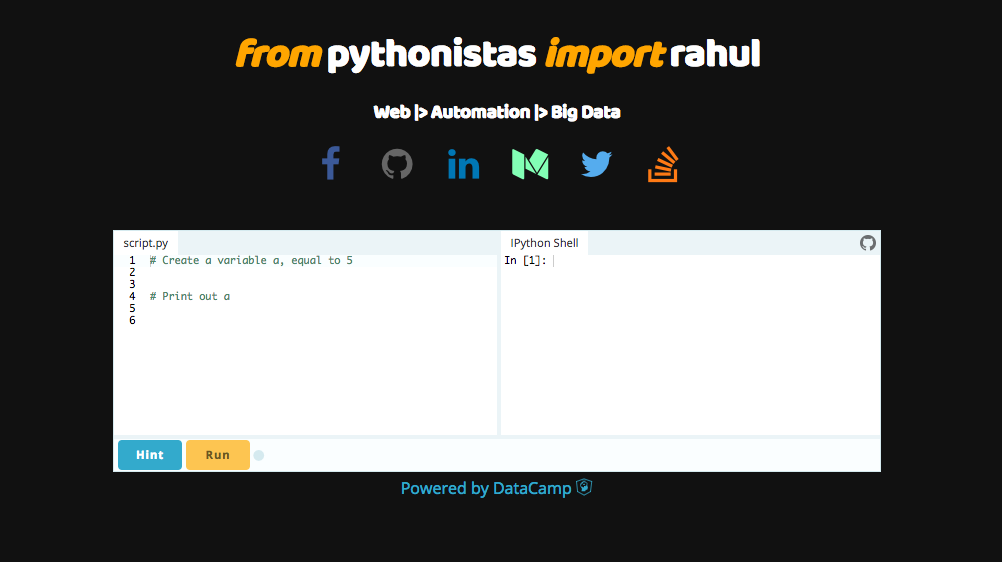 from pythonistas import rahul
Web |> Automation |> Big Data
script.py
1 # Create a variable a, equal to 5
2
3
4 # Print out a
5
6
IPython Shell
In [1]:
Hint Run
Powered by DataCamp